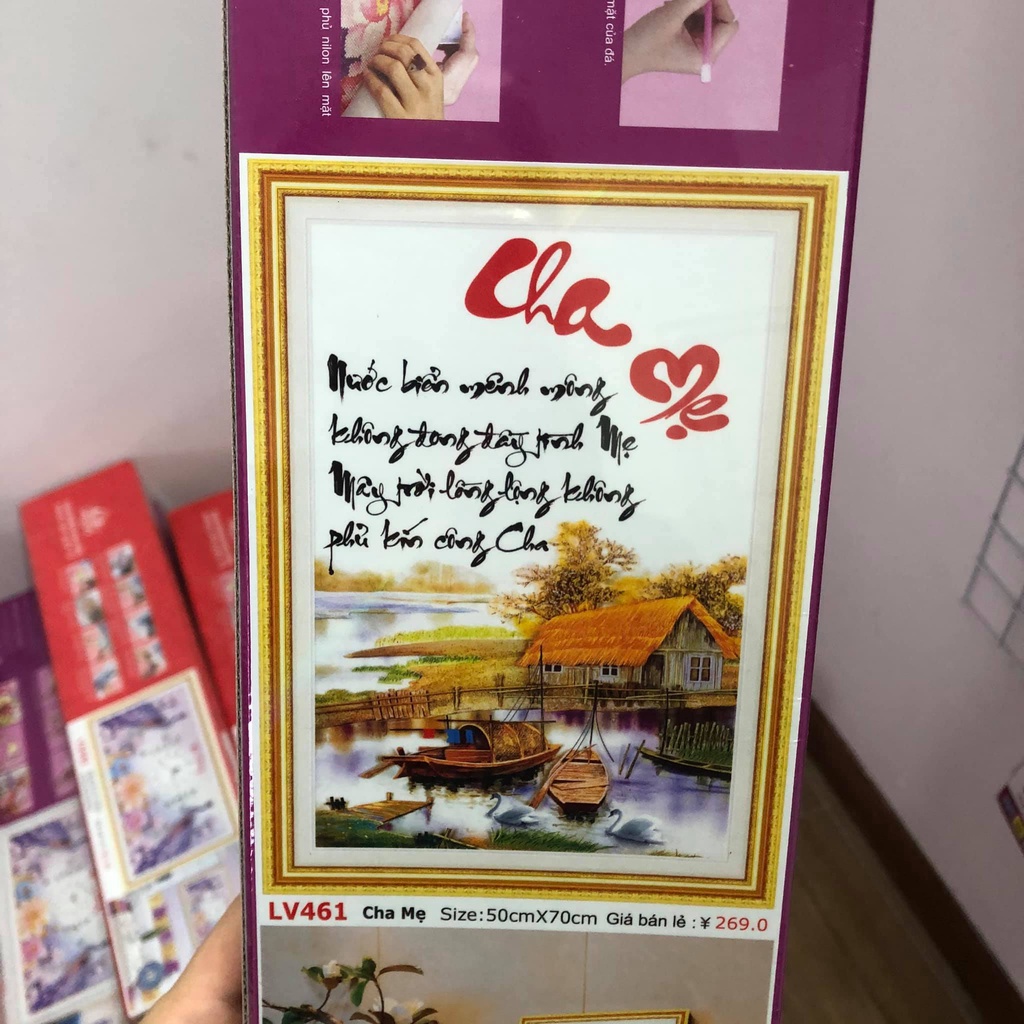 phủ nilon lên mặt
mặt của đá.
Cha
Mẹ
Nước biển mênh mông
không đong đầy tình Mẹ
Mây trời lồng lộng không
phủ kín công Cha
LV461 Cha Mẹ Size:50cmX70cm Giá bán lẻ : ¥ 269.0